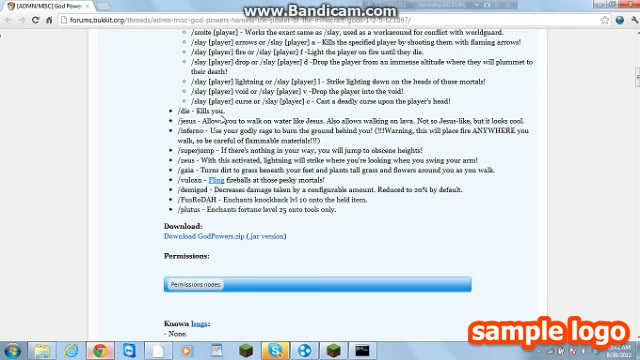 www.Bandicam.com
[ADMN/MISC] God Power
forums.bukkit.org/threads/admn-misc-god-powers-harness-the-power-of-the-minecraft-gods-1-2-5-r2.1097/
/smite [player] - Works the exact same as /slay, used as a workaround for conflict with worldguard.
/slay [player] arrows or /slay [player] a - Kills the specified player by shooting them with flaming arrows!
/slay [player] fire or /slay [player] f -Light the player on fire until they die.
/slay [player] drop or /slay [player] d -Drop the player from an immense altitude where they will plummet to
their death!
/slay [player] lightning or /slay [player] l - Strike lighting down on the heads of those mortals!
/slay [player] void or /slay [player] v -Drop the player into the void!
/slay [player] curse or /slay [player] c - Cast a deadly curse upon the player's head!
/die - Kills you.
/jesus - Allows you to walk on water like Jesus. Also allows walking on lava. Not so Jesus-like, but it looks cool.
/inferno - Use your godly rage to burn the ground behind you! (!!!Warning, this will place fire ANYWHERE you
walk, so be careful of flammable materials!!!)
/superjump - If there's nothing in your way, you will jump to obscene heights!
/zeus - With this activated, lightning will strike where you're looking when you swing your arm!
/gaia - Turns dirt to grass beneath your feet and plants tall grass and flowers around you as you walk.
/vulcan - Fling fireballs at those pesky mortals!
/demigod - Decreases damage taken by a configurable amount. Reduced to 20% by default.
/FusRoDAH - Enchants knockback lvl 10 onto the held item.
/plutus - Enchants fortune level 25 onto tools only.
Download:
Download GodPowers.zip (.jar version)
Permissions:
Permissions nodes
Known bugs:
- None.
sample logo
8/30/2012